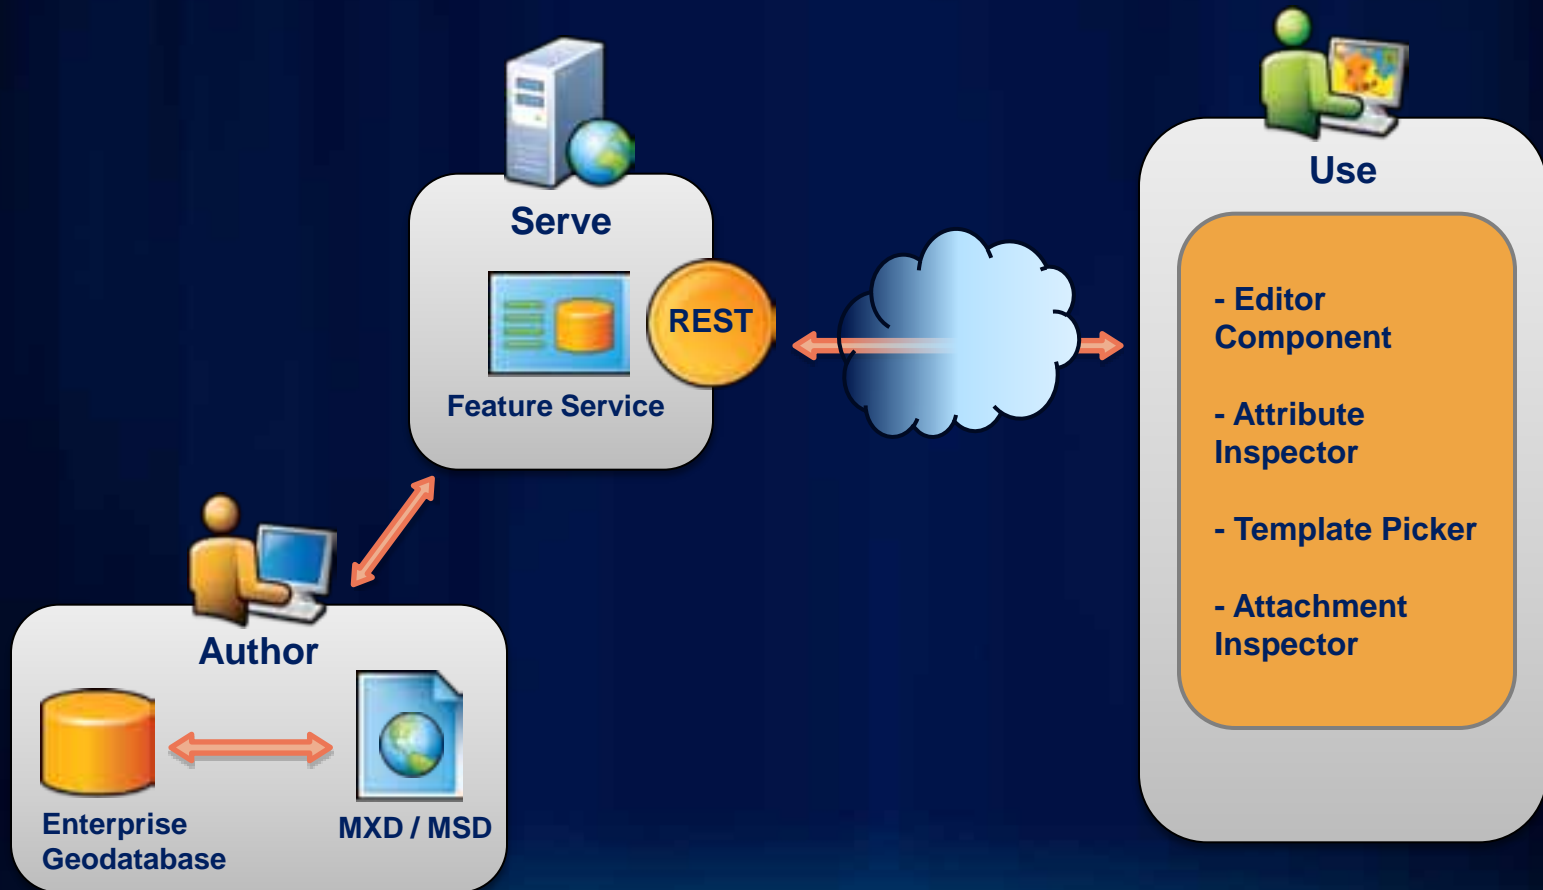 Use
Serve
- Editor
Component
REST
- Attribute
Inspector
Feature Service
- Template Picker
- Attachment
Inspector
Author
Enterprise
Geodatabase
MXD / MSD